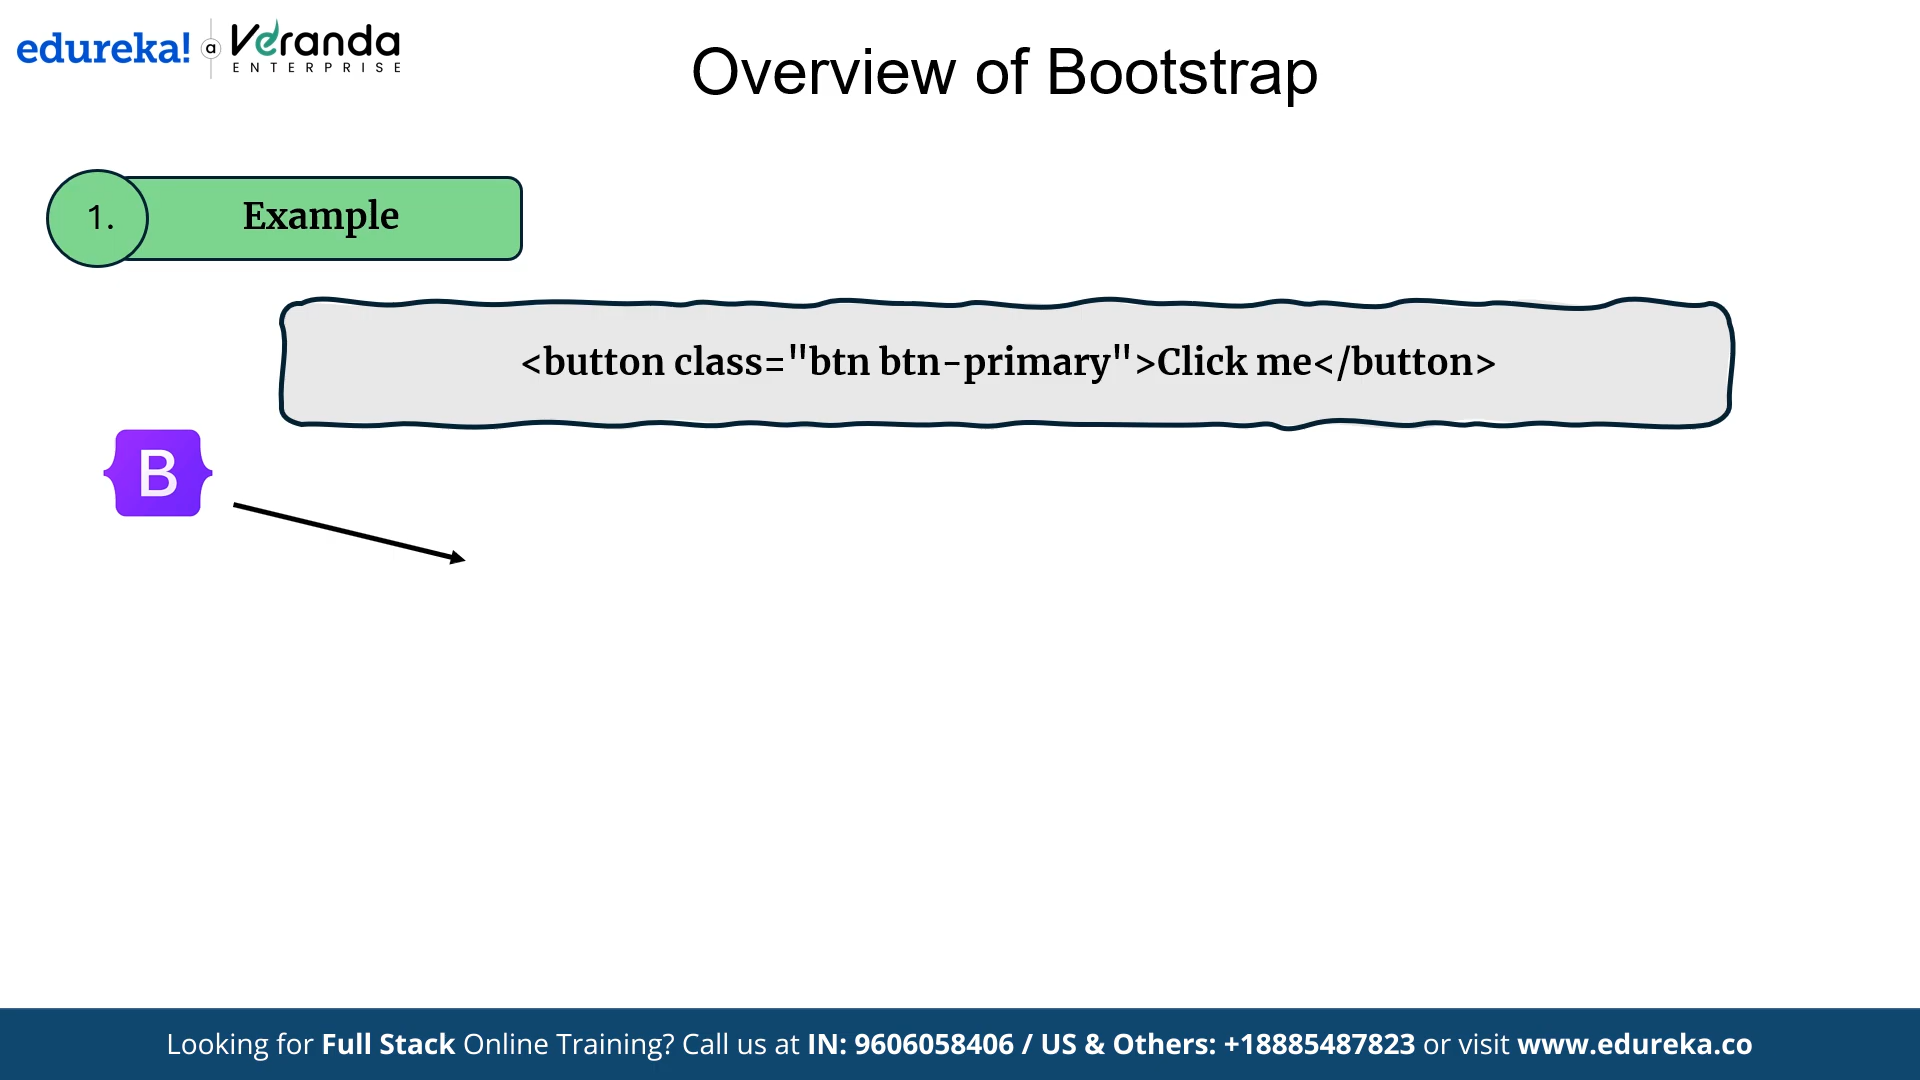 edureka! a Veranda
ENTERPRISE
Overview of Bootstrap
1. Example
<button class="btn btn-primary">Click me</button>
B
Looking for Full Stack Online Training? Call us at IN: 9606058406 / US & Others: +18885487823 or visit www.edureka.co